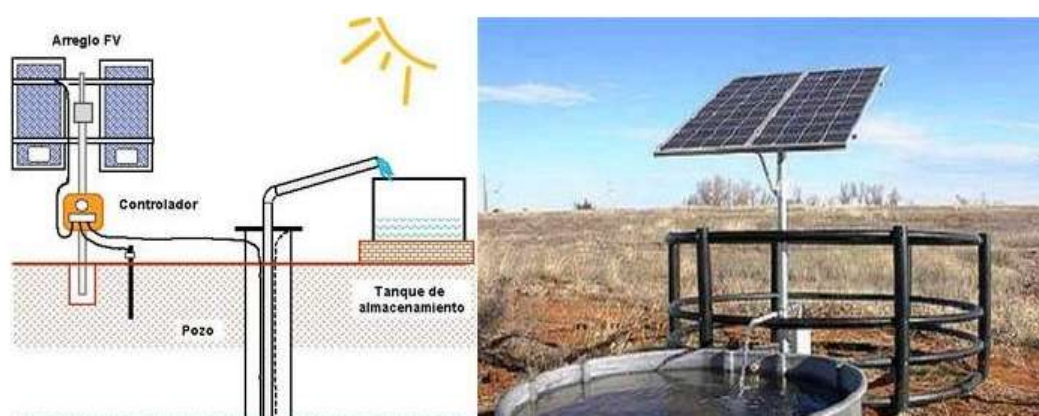 Arreglo FV
Controlador
Tanque de
almacenamiento
Pozo